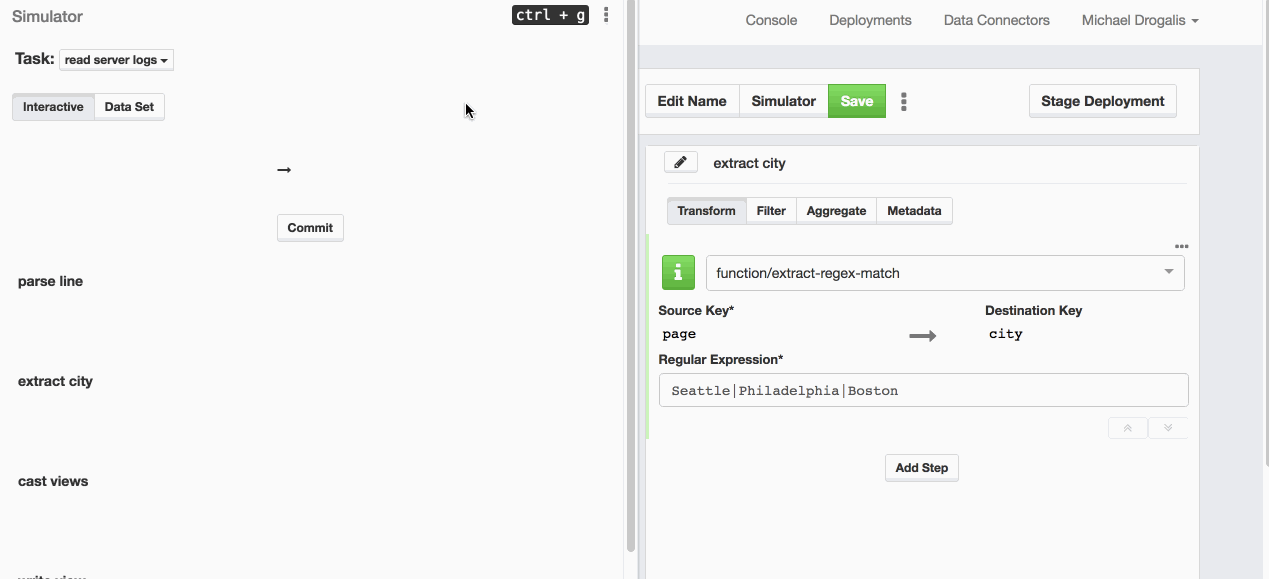 Simulator
ctrl + g
Task: read server logs
Interactive Data Set
→
Commit
parse line
extract city
cast views
write view
Console Deployments Data Connectors Michael Drogalis
Edit Name Simulator Save Stage Deployment
extract city
Transform Filter Aggregate Metadata
i function/extract-regex-match
Source Key* Destination Key
page city
Regular Expression*
Seattle|Philadelphia|Boston
Add Step